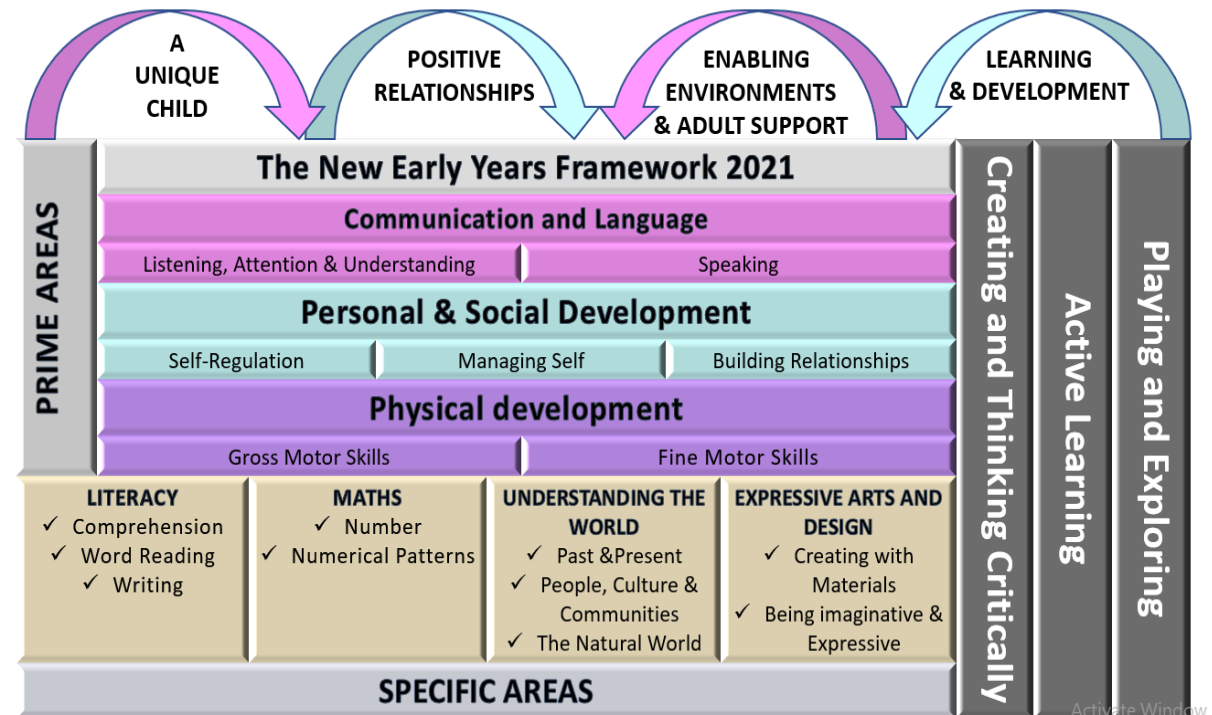 A
UNIQUE
CHILD
POSITIVE
RELATIONSHIPS
ENABLING
ENVIRONMENTS
& ADULT SUPPORT
LEARNING
& DEVELOPMENT
PRIME AREAS
The New Early Years Framework 2021
Communication and Language
Listening, Attention & Understanding
Speaking
Personal & Social Development
Self-Regulation
Managing Self
Building Relationships
Physical development
Gross Motor Skills
Fine Motor Skills
LITERACY
✓ Comprehension
✓ Word Reading
✓ Writing
MATHS
✓ Number
✓ Numerical Patterns
UNDERSTANDING THE
WORLD
✓ Past &Present
✓ People, Culture &
Communities
✓ The Natural World
EXPRESSIVE ARTS AND
DESIGN
✓ Creating with
Materials
✓ Being imaginative &
Expressive
SPECIFIC AREAS
Creating and Thinking Critically
Active Learning
Playing and Exploring
Activate Window